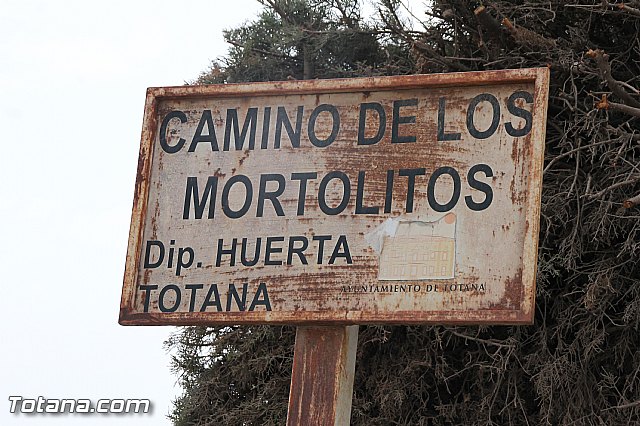 CAMINO DE LOS
MORTOLITOS
Dip. HUERTA
TOTANA
AYUNTAMIENTO DE TOTANA
Totana.com